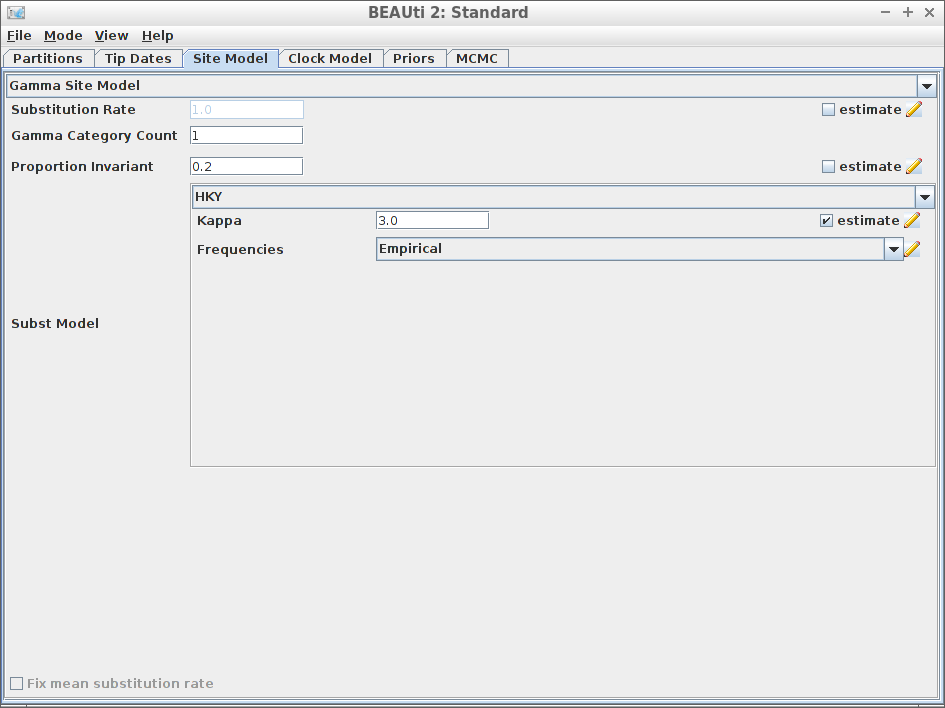 BEAUti 2: Standard
File Mode View Help
Partitions Tip Dates Site Model Clock Model Priors MCMC
Gamma Site Model
Substitution Rate 1.0 estimate
Gamma Category Count 1
Proportion Invariant 0.2 estimate
HKY
Kappa 3.0 estimate
Frequencies Empirical
Subst Model
Fix mean substitution rate